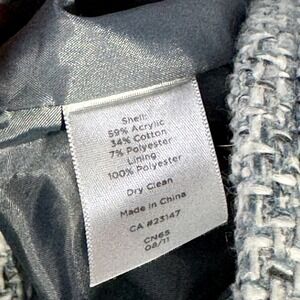 Shell:
59% Acrylic
34% Cotton
7% Polyester
Lining
100% Polyester
Dry Clean
Made in China
CA #23147
CN65
08/11